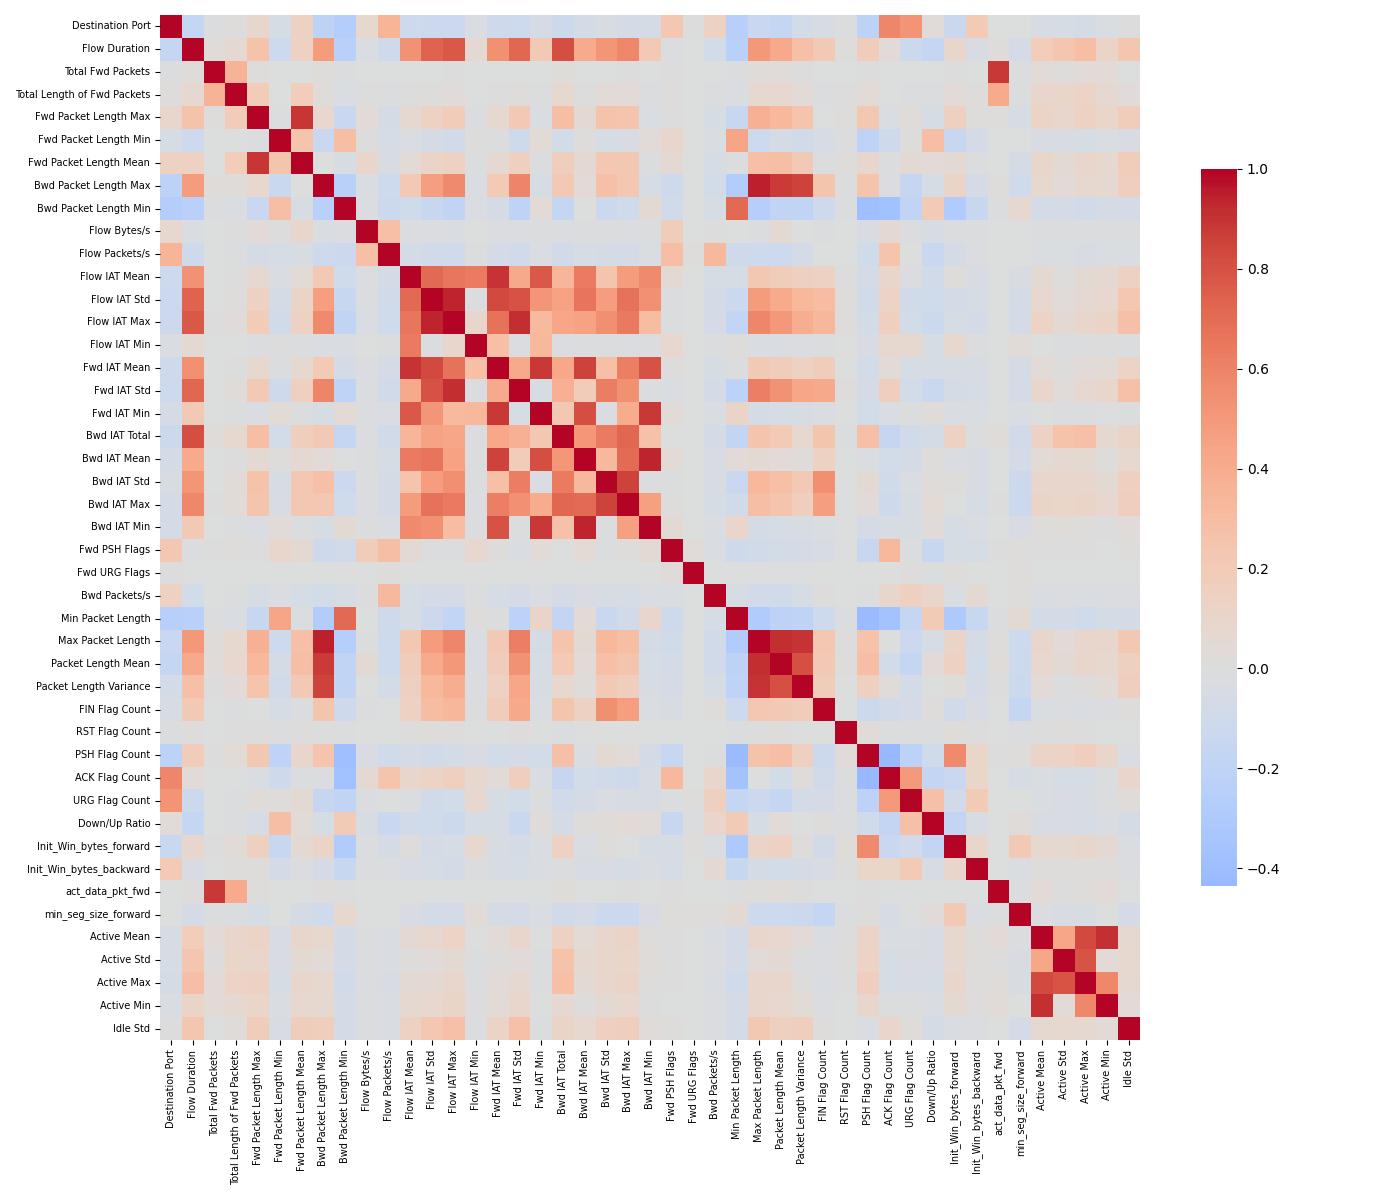 Destination Port
Flow Duration
Total Fwd Packets
Total Length of Fwd Packets
Fwd Packet Length Max
Fwd Packet Length Min
Fwd Packet Length Mean
Bwd Packet Length Max
Bwd Packet Length Min
Flow Bytes/s
Flow Packets/s
Flow IAT Mean
Flow IAT Std
Flow IAT Max
Flow IAT Min
Fwd IAT Mean
Fwd IAT Std
Fwd IAT Min
Bwd IAT Total
Bwd IAT Mean
Bwd IAT Std
Bwd IAT Max
Bwd IAT Min
Fwd PSH Flags
Fwd URG Flags
Bwd Packets/s
Min Packet Length
Max Packet Length
Packet Length Mean
Packet Length Variance
FIN Flag Count
RST Flag Count
PSH Flag Count
ACK Flag Count
URG Flag Count
Down/Up Ratio
Init_Win_bytes_forward
Init_Win_bytes_backward
act_data_pkt_fwd
min_seg_size_forward
Active Mean
Active Std
Active Max
Active Min
Idle Std
Destination Port
Flow Duration
Total Fwd Packets
Total Length of Fwd Packets
Fwd Packet Length Max
Fwd Packet Length Min
Fwd Packet Length Mean
Bwd Packet Length Max
Bwd Packet Length Min
Flow Bytes/s
Flow Packets/s
Flow IAT Mean
Flow IAT Std
Flow IAT Max
Flow IAT Min
Fwd IAT Mean
Fwd IAT Std
Fwd IAT Min
Bwd IAT Total
Bwd IAT Mean
Bwd IAT Std
Bwd IAT Max
Bwd IAT Min
Fwd PSH Flags
Fwd URG Flags
Bwd Packets/s
Min Packet Length
Max Packet Length
Packet Length Mean
Packet Length Variance
FIN Flag Count
RST Flag Count
PSH Flag Count
ACK Flag Count
URG Flag Count
Down/Up Ratio
Init_Win_bytes_forward
Init_Win_bytes_backward
act_data_pkt_fwd
min_seg_size_forward
Active Mean
Active Std
Active Max
Active Min
Idle Std
1.0
0.8
0.6
0.4
0.2
0.0
−0.2
−0.4